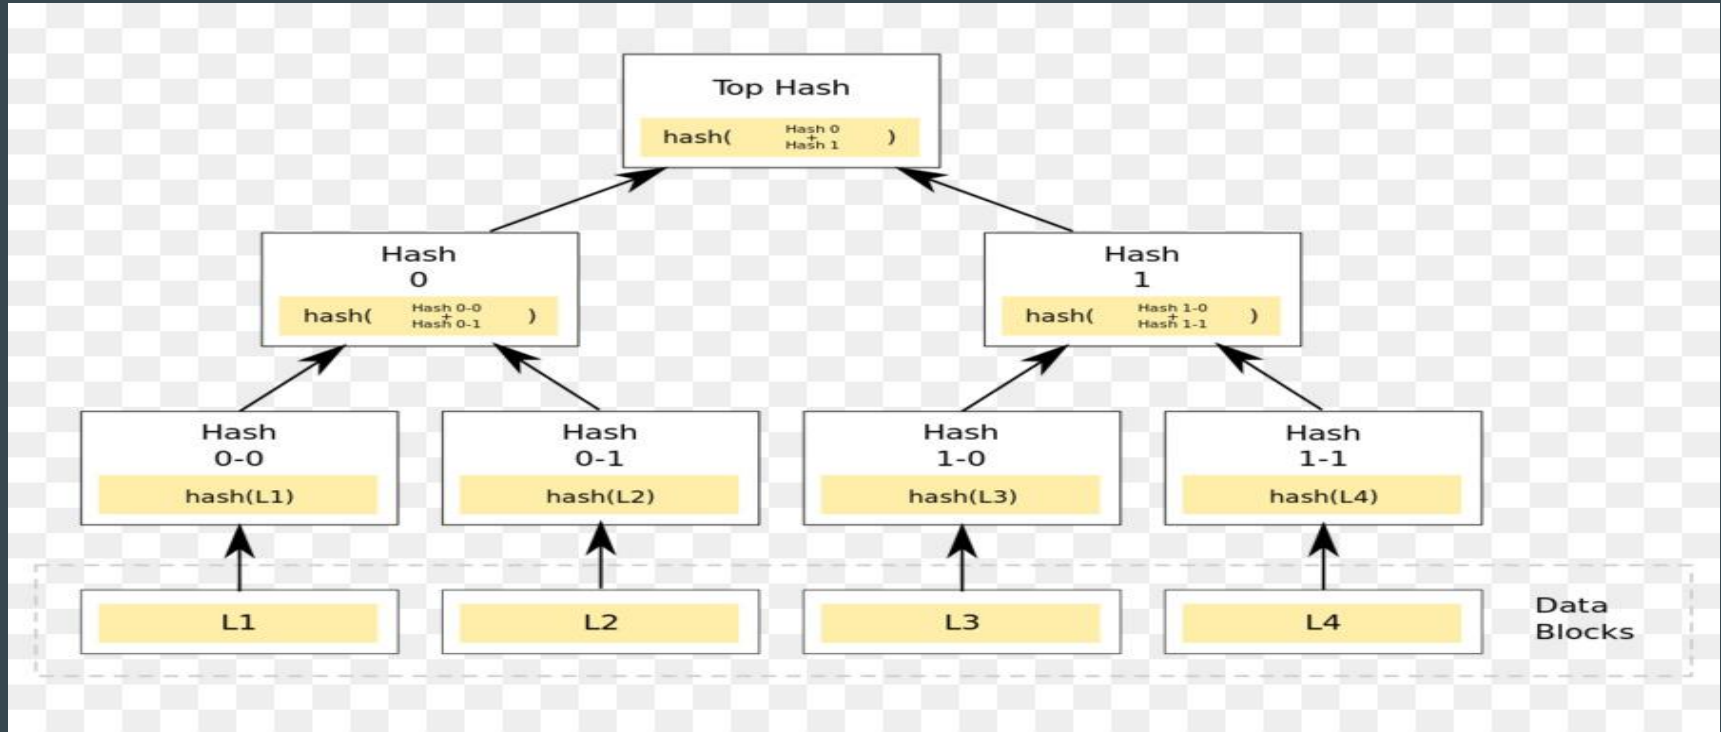 Top Hash
hash( Hash 0 + Hash 1 )
Hash
0
hash( Hash 0-0 + Hash 0-1 )
Hash
1
hash( Hash 1-0 + Hash 1-1 )
Hash
0-0
hash(L1)
Hash
0-1
hash(L2)
Hash
1-0
hash(L3)
Hash
1-1
hash(L4)
L1
L2
L3
L4
Data
Blocks